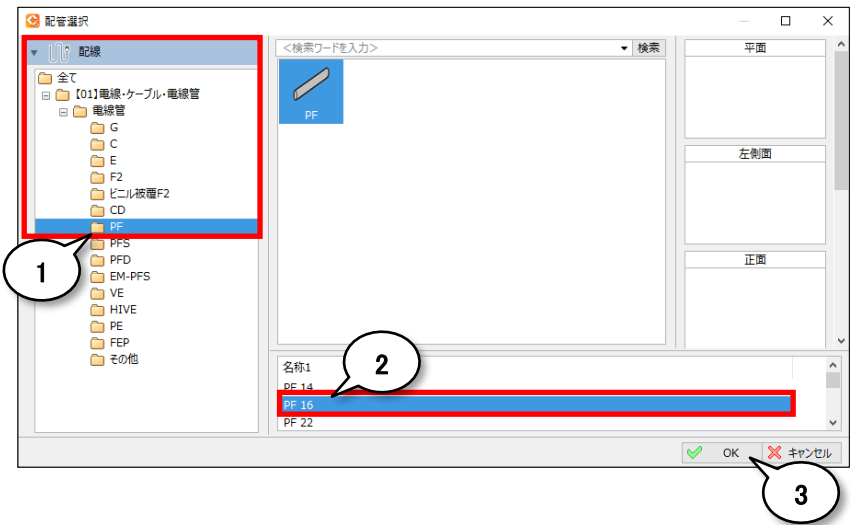 配管選択
配線
全て
【01】電線・ケーブル・電線管
電線管
G
C
E
F2
ビニル被覆F2
CD
PF
PFS
PFD
EM-PFS
VE
HIVE
PE
FEP
その他
1
<検索ワードを入力>
検索
PF
名称1
PF 14
PF 16
PF 22
2
平面
左側面
正面
OK
キャンセル
3